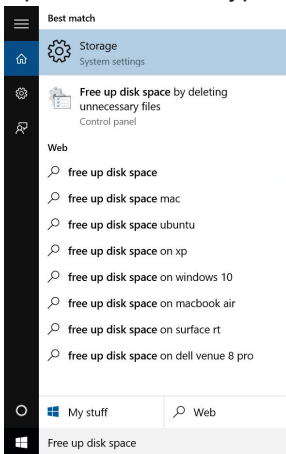 Best match
Storage
System settings
Free up disk space by deleting
unnecessary files
Control panel
Web
free up disk space
free up disk space mac
free up disk space ubuntu
free up disk space on xp
free up disk space on windows 10
free up disk space on macbook air
free up disk space on surface rt
free up disk space on dell venue 8 pro
My stuff
Web
Free up disk space